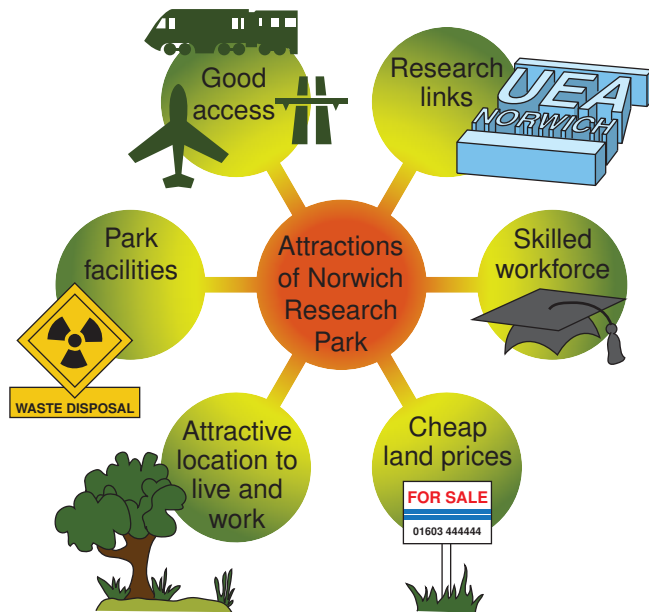 Good
access
Research
links
UEA
NORWICH
Park
facilities
Attractions
of Norwich
Research
Park
Skilled
workforce
WASTE DISPOSAL
Attractive
location to
live and
work
Cheap
land prices
FOR SALE
01603 444444